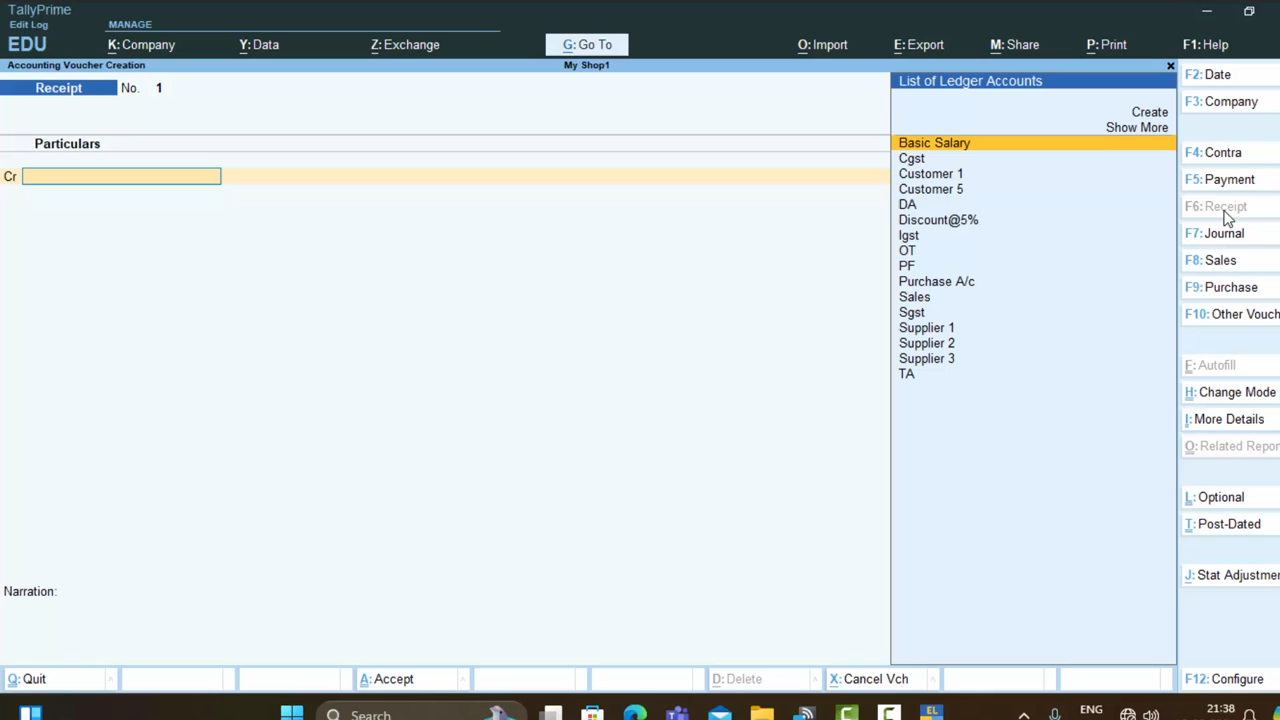 TallyPrime
Edit Log
MANAGE
EDU
K: Company
Y: Data
Z: Exchange
G: Go To
O: Import
E: Export
M: Share
P: Print
F1: Help
Accounting Voucher Creation
My Shop1
Receipt No. 1
Particulars
Cr
Narration:
List of Ledger Accounts
Create
Show More
Basic Salary
Cgst
Customer 1
Customer 5
DA
Discount@5%
Igst
OT
PF
Purchase A/c
Sales
Sgst
Supplier 1
Supplier 2
Supplier 3
TA
F2: Date
F3: Company
F4: Contra
F5: Payment
F6: Receipt
F7: Journal
F8: Sales
F9: Purchase
F10: Other Vouch
F: Autofill
H: Change Mode
I: More Details
O: Related Repor
L: Optional
T: Post-Dated
J: Stat Adjustme
Q: Quit
A: Accept
D: Delete
X: Cancel Vch
F12: Configure
Search
ENG
21:38